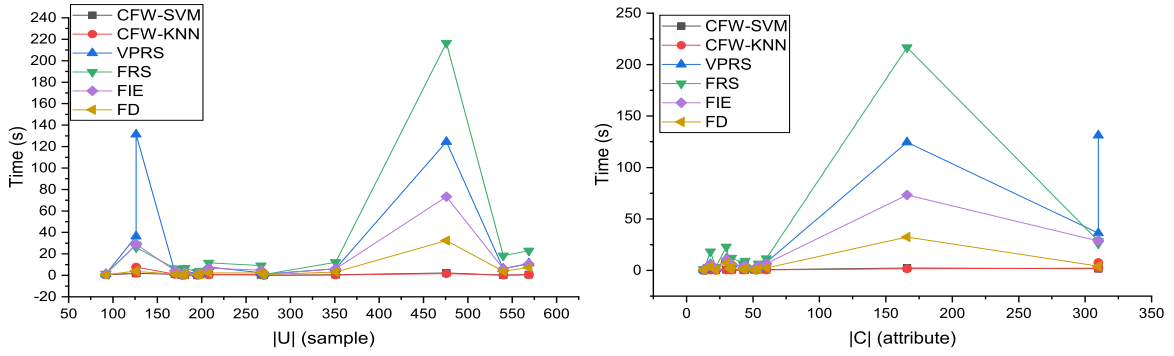 CFW-SVM
CFW-KNN
VPRS
FRS
FIE
FD
240
220
200
180
160
140
120
100
80
60
40
20
0
-20
Time (s)
50 100 150 200 250 300 350 400 450 500 550 600
|U| (sample)
CFW-SVM
CFW-KNN
VPRS
FRS
FIE
FD
250
200
150
100
50
0
Time (s)
0 50 100 150 200 250 300 350
|C| (attribute)